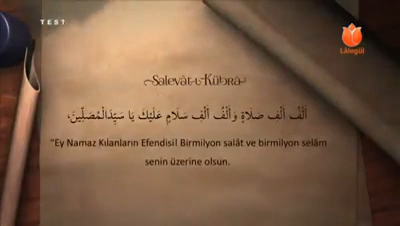 TEST
Lâlegül
Salevât-ı Kübrâ
اَلْفُ اَلْفِ صَلَاةٍ وَاَلْفُ اَلْفِ سَلَامٍ عَلَيْكَ يَا سَيِّدَ الْمُصَلِّينَ،
"Ey Namaz Kılanların Efendisi! Birmilyon salât ve birmilyon selâm
senin üzerine olsun.